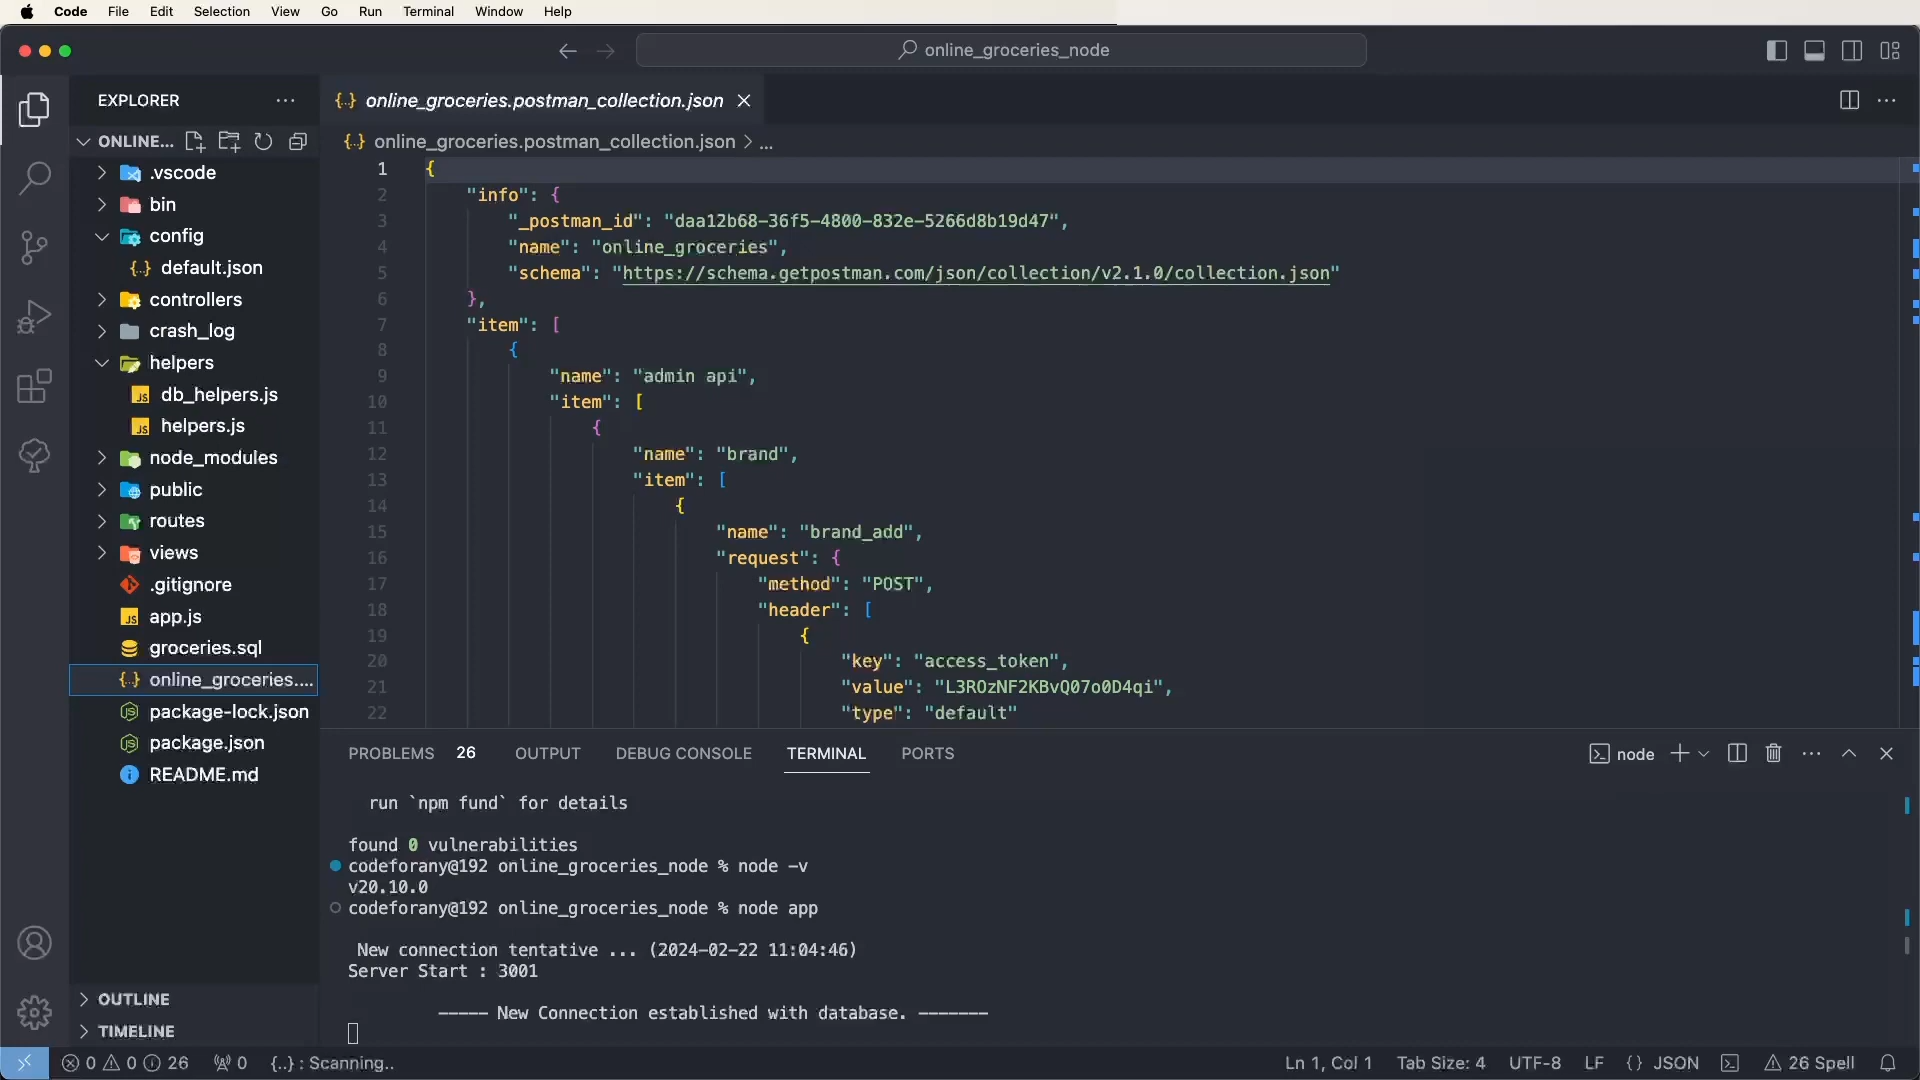 Code File Edit Selection View Go Run Terminal Window Help
online_groceries_node
EXPLORER
ONLINE...
.vscode
bin
config
default.json
controllers
crash_log
helpers
db_helpers.js
helpers.js
node_modules
public
routes
views
.gitignore
app.js
groceries.sql
online_groceries....
package-lock.json
package.json
README.md
OUTLINE
TIMELINE
online_groceries.postman_collection.json
online_groceries.postman_collection.json > ...
1 {
2 "info": {
3 "_postman_id": "daa12b68-36f5-4800-832e-5266d8b19d47",
4 "name": "online_groceries",
5 "schema": "https://schema.getpostman.com/json/collection/v2.1.0/collection.json"
6 },
7 "item": [
8 {
9 "name": "admin api",
10 "item": [
11 {
12 "name": "brand",
13 "item": [
14 {
15 "name": "brand_add",
16 "request": {
17 "method": "POST",
18 "header": [
19 {
20 "key": "access_token",
21 "value": "L3ROzNF2KBvQ07o0D4qi",
22 "type": "default"
PROBLEMS 26 OUTPUT DEBUG CONSOLE TERMINAL PORTS
node
run `npm fund` for details
found 0 vulnerabilities
codeforany@192 online_groceries_node % node -v
v20.10.0
codeforany@192 online_groceries_node % node app
New connection tentative ... (2024-02-22 11:04:46)
Server Start : 3001
----- New Connection established with database. -------
0 0 26 0 {..} : Scanning.. Ln 1, Col 1 Tab Size: 4 UTF-8 LF {} JSON 26 Spell